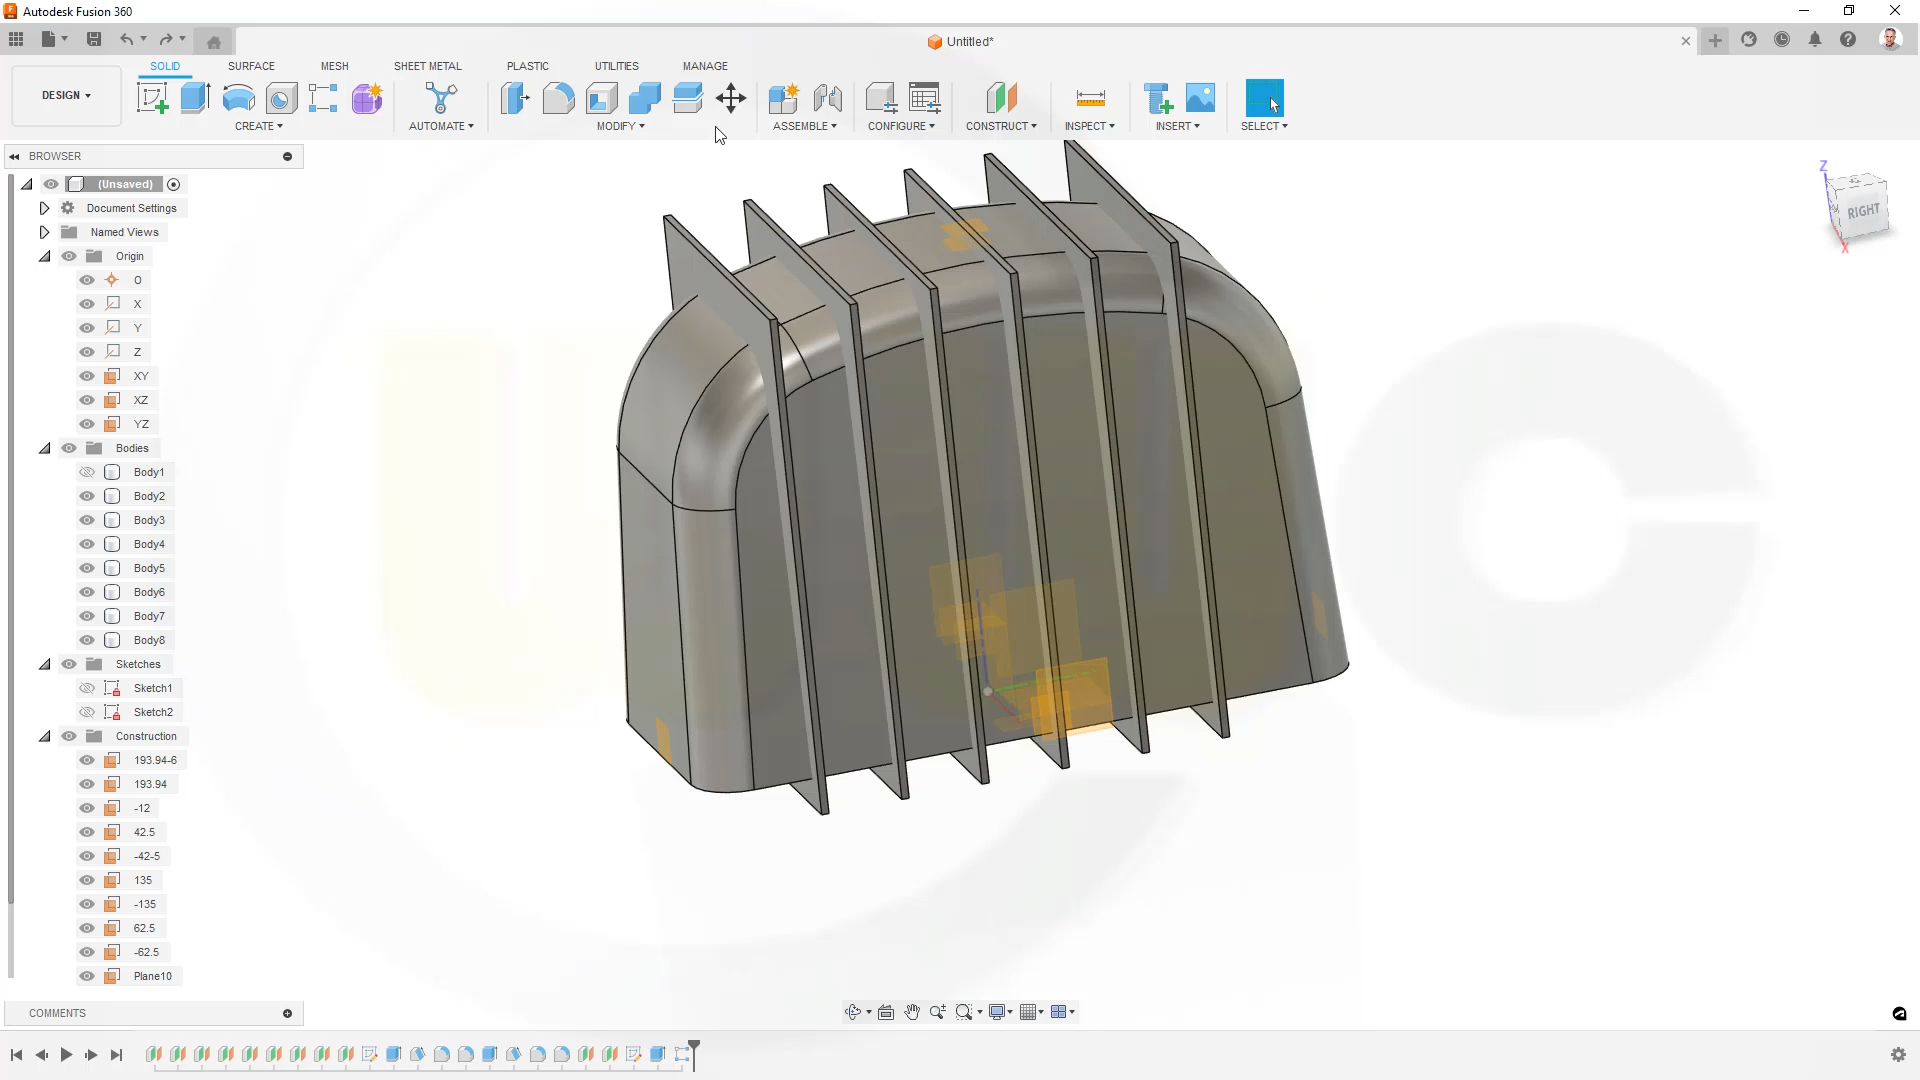 Autodesk Fusion 360
Untitled*
DESIGN
SOLID
SURFACE
MESH
SHEET METAL
PLASTIC
UTILITIES
MANAGE
CREATE
AUTOMATE
MODIFY
ASSEMBLE
CONFIGURE
CONSTRUCT
INSPECT
INSERT
SELECT
BROWSER
(Unsaved)
Document Settings
Named Views
Origin
O
X
Y
Z
XY
XZ
YZ
Bodies
Body1
Body2
Body3
Body4
Body5
Body6
Body7
Body8
Sketches
Sketch1
Sketch2
Construction
193.94-6
193.94
-12
42.5
-42-5
135
-135
62.5
-62.5
Plane10
Z
RIGHT
X
COMMENTS